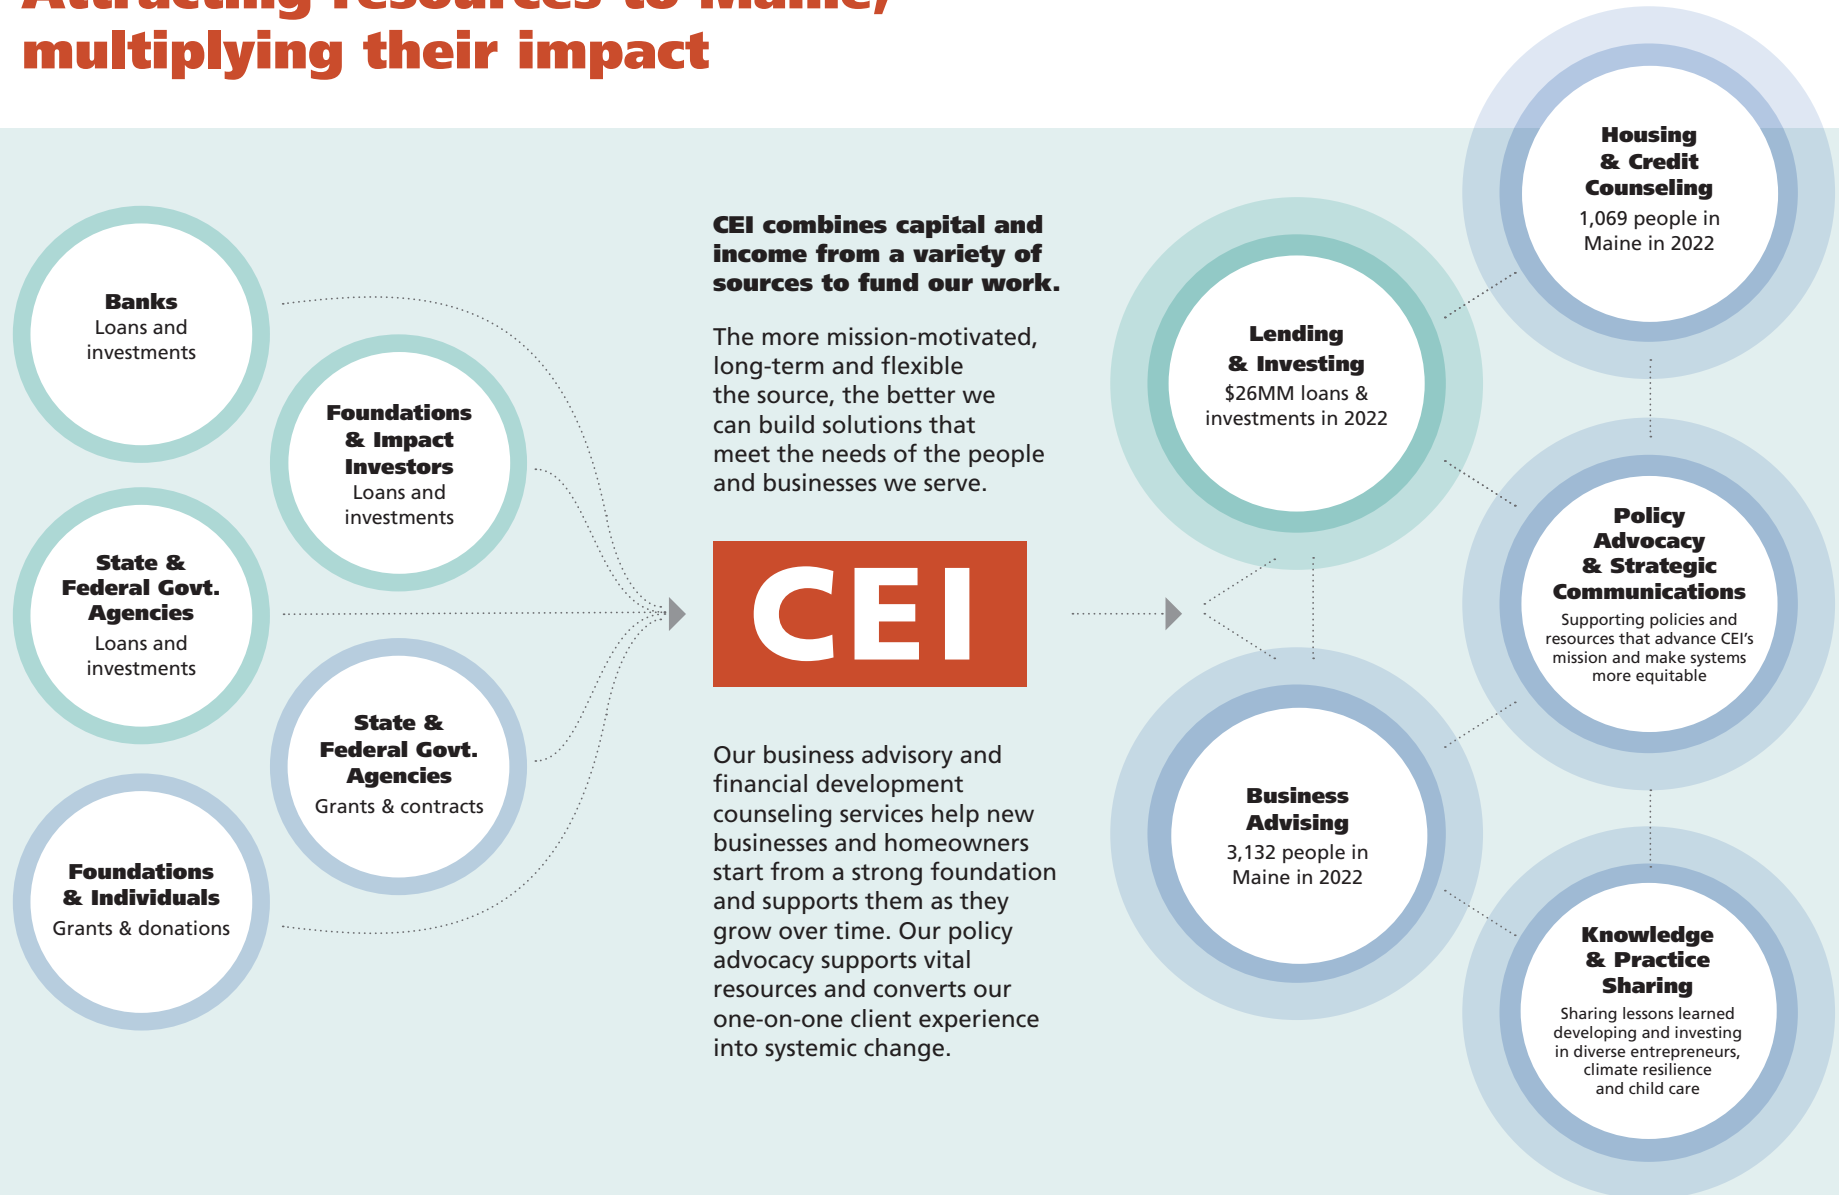 Attracting resources to Maine,
multiplying their impact
Banks
Loans and
investments
Foundations
& Impact
Investors
Loans and
investments
State &
Federal Govt.
Agencies
Loans and
investments
State &
Federal Govt.
Agencies
Grants & contracts
Foundations
& Individuals
Grants & donations
CEI combines capital and
income from a variety of
sources to fund our work.
The more mission-motivated,
long-term and flexible
the source, the better we
can build solutions that
meet the needs of the people
and businesses we serve.
CEI
Our business advisory and
financial development
counseling services help new
businesses and homeowners
start from a strong foundation
and supports them as they
grow over time. Our policy
advocacy supports vital
resources and converts our
one-on-one client experience
into systemic change.
Lending
& Investing
$26MM loans &
investments in 2022
Business
Advising
3,132 people in
Maine in 2022
Housing
& Credit
Counseling
1,069 people in
Maine in 2022
Policy
Advocacy
& Strategic
Communications
Supporting policies and
resources that advance CEI’s
mission and make systems
more equitable
Knowledge
& Practice
Sharing
Sharing lessons learned
developing and investing
in diverse entrepreneurs,
climate resilience
and child care